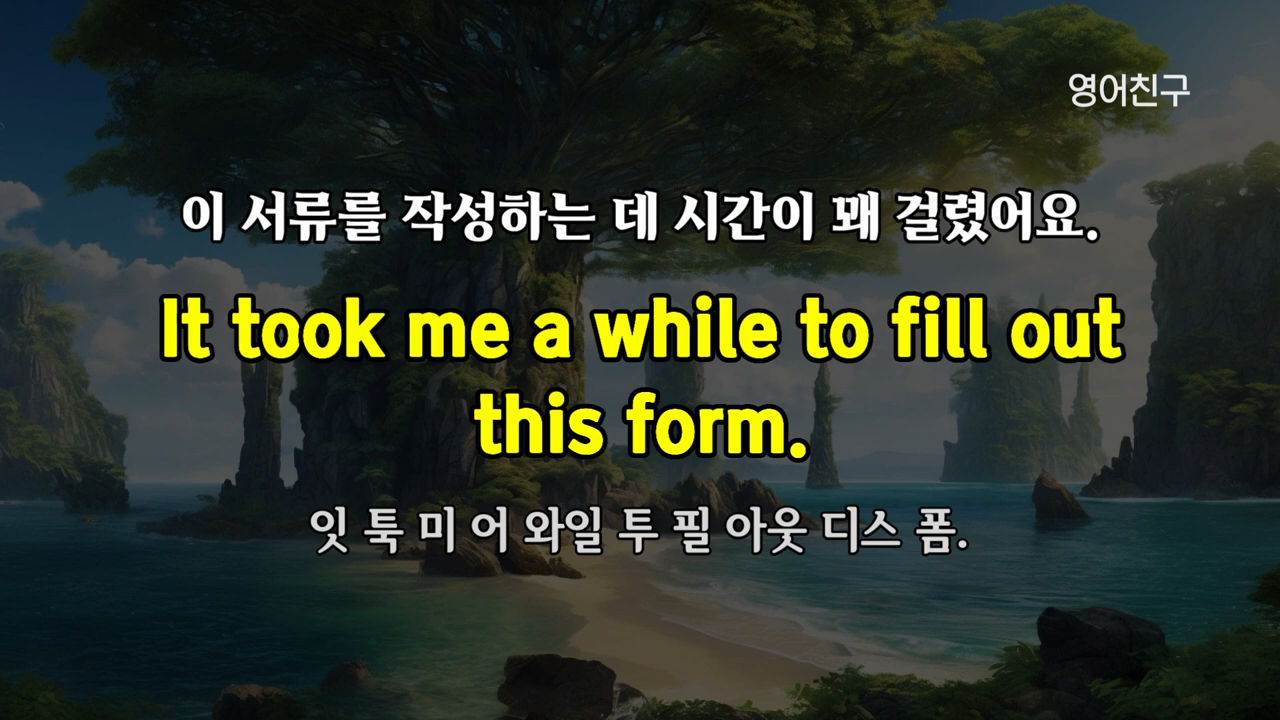 영어친구
이 서류를 작성하는 데 시간이 꽤 걸렸어요.
It took me a while to fill out
this form.
잇 툭 미 어 와일 투 필 아웃 디스 폼.